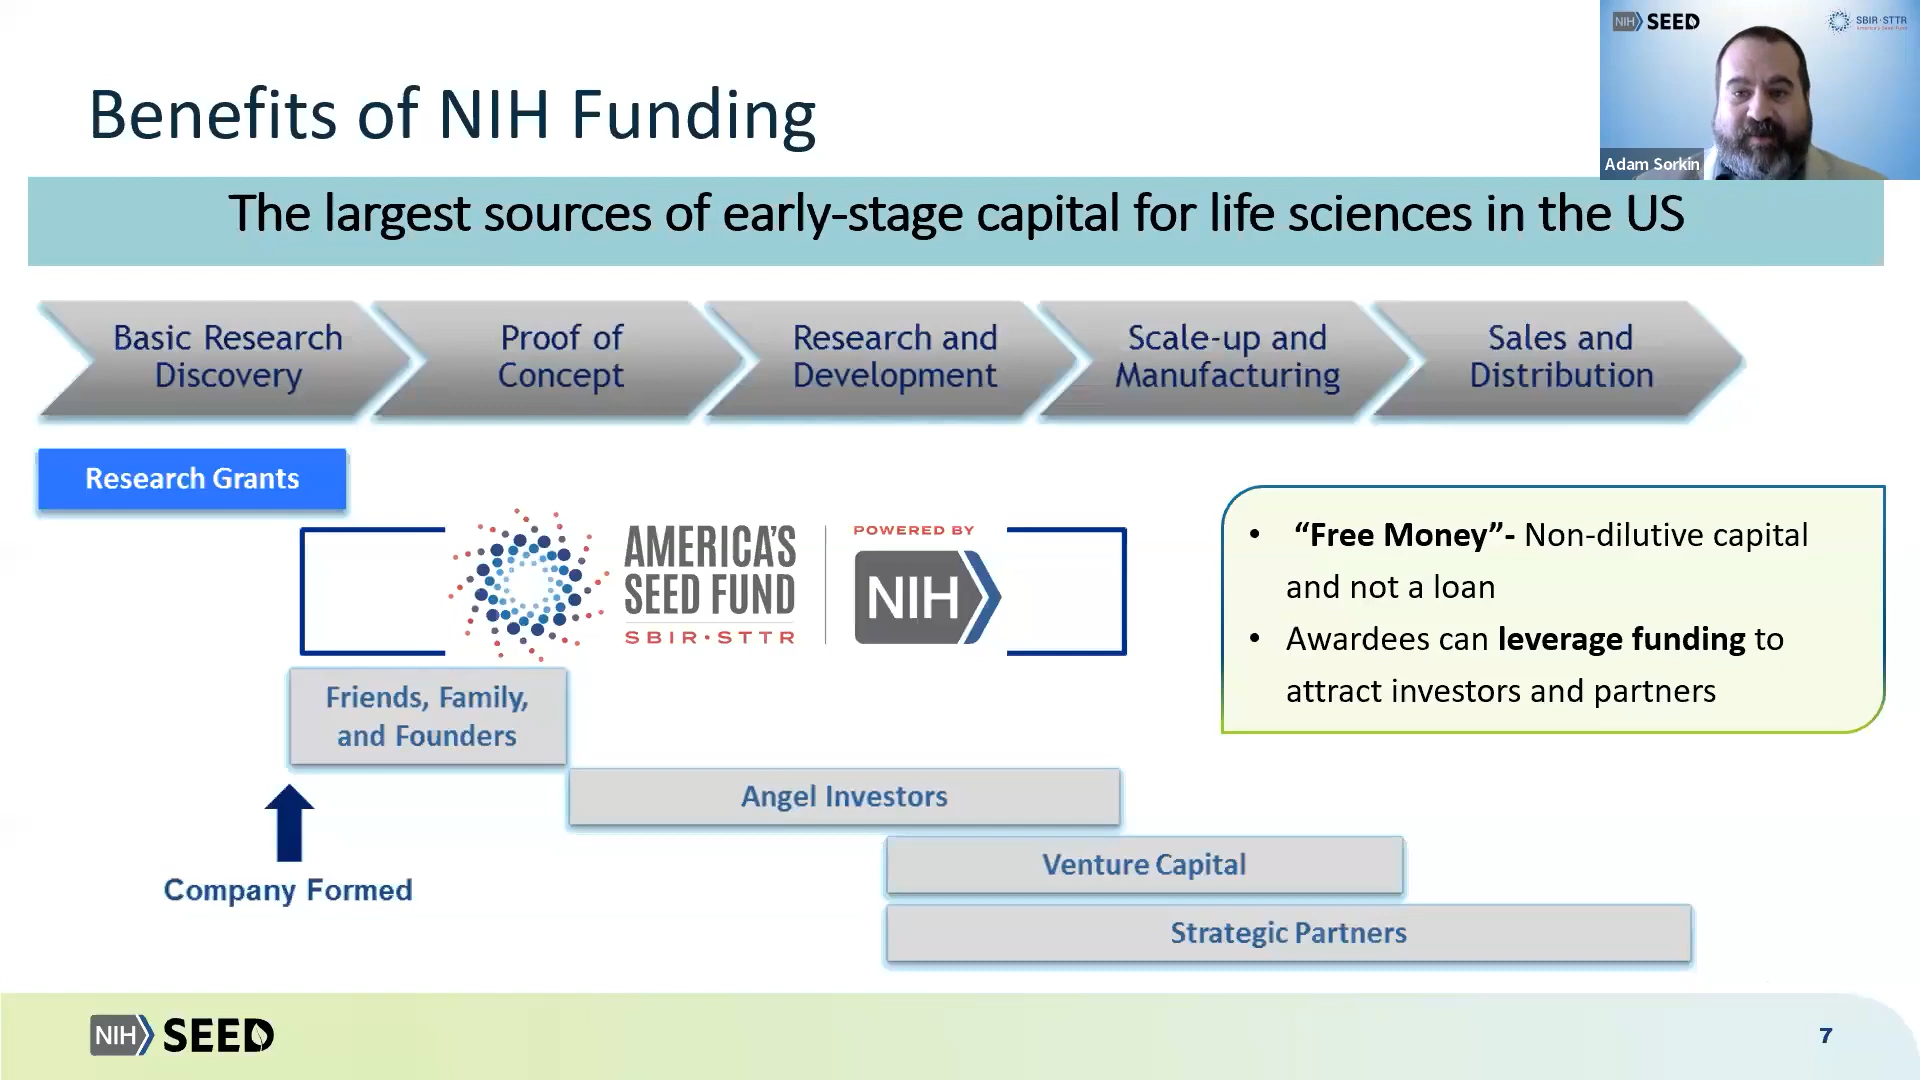 NIH SEED
SBIR·STTR
America's Seed Fund
Adam Sorkin
Benefits of NIH Funding
The largest sources of early-stage capital for life sciences in the US
Basic Research
Discovery
Proof of
Concept
Research and
Development
Scale-up and
Manufacturing
Sales and
Distribution
Research Grants
AMERICA'S
SEED FUND
SBIR·STTR
POWERED BY
NIH
• “Free Money”- Non-dilutive capital
and not a loan
• Awardees can leverage funding to
attract investors and partners
Friends, Family,
and Founders
Angel Investors
Venture Capital
Strategic Partners
Company Formed
NIH SEED
7